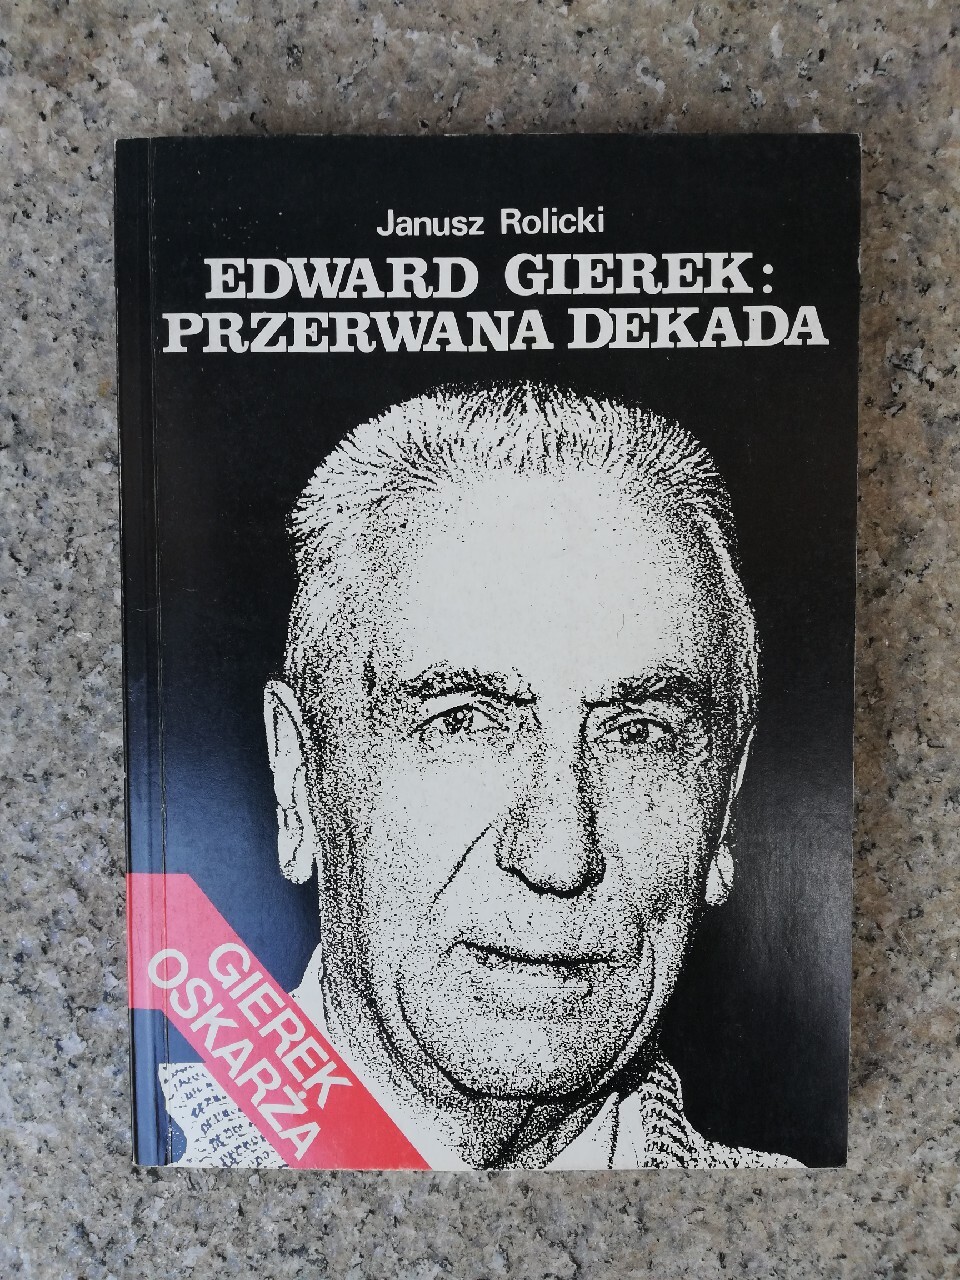 Janusz Rolicki
EDWARD GIEREK:
PRZERWANA DEKADA
GIEREK
OSKARŻA